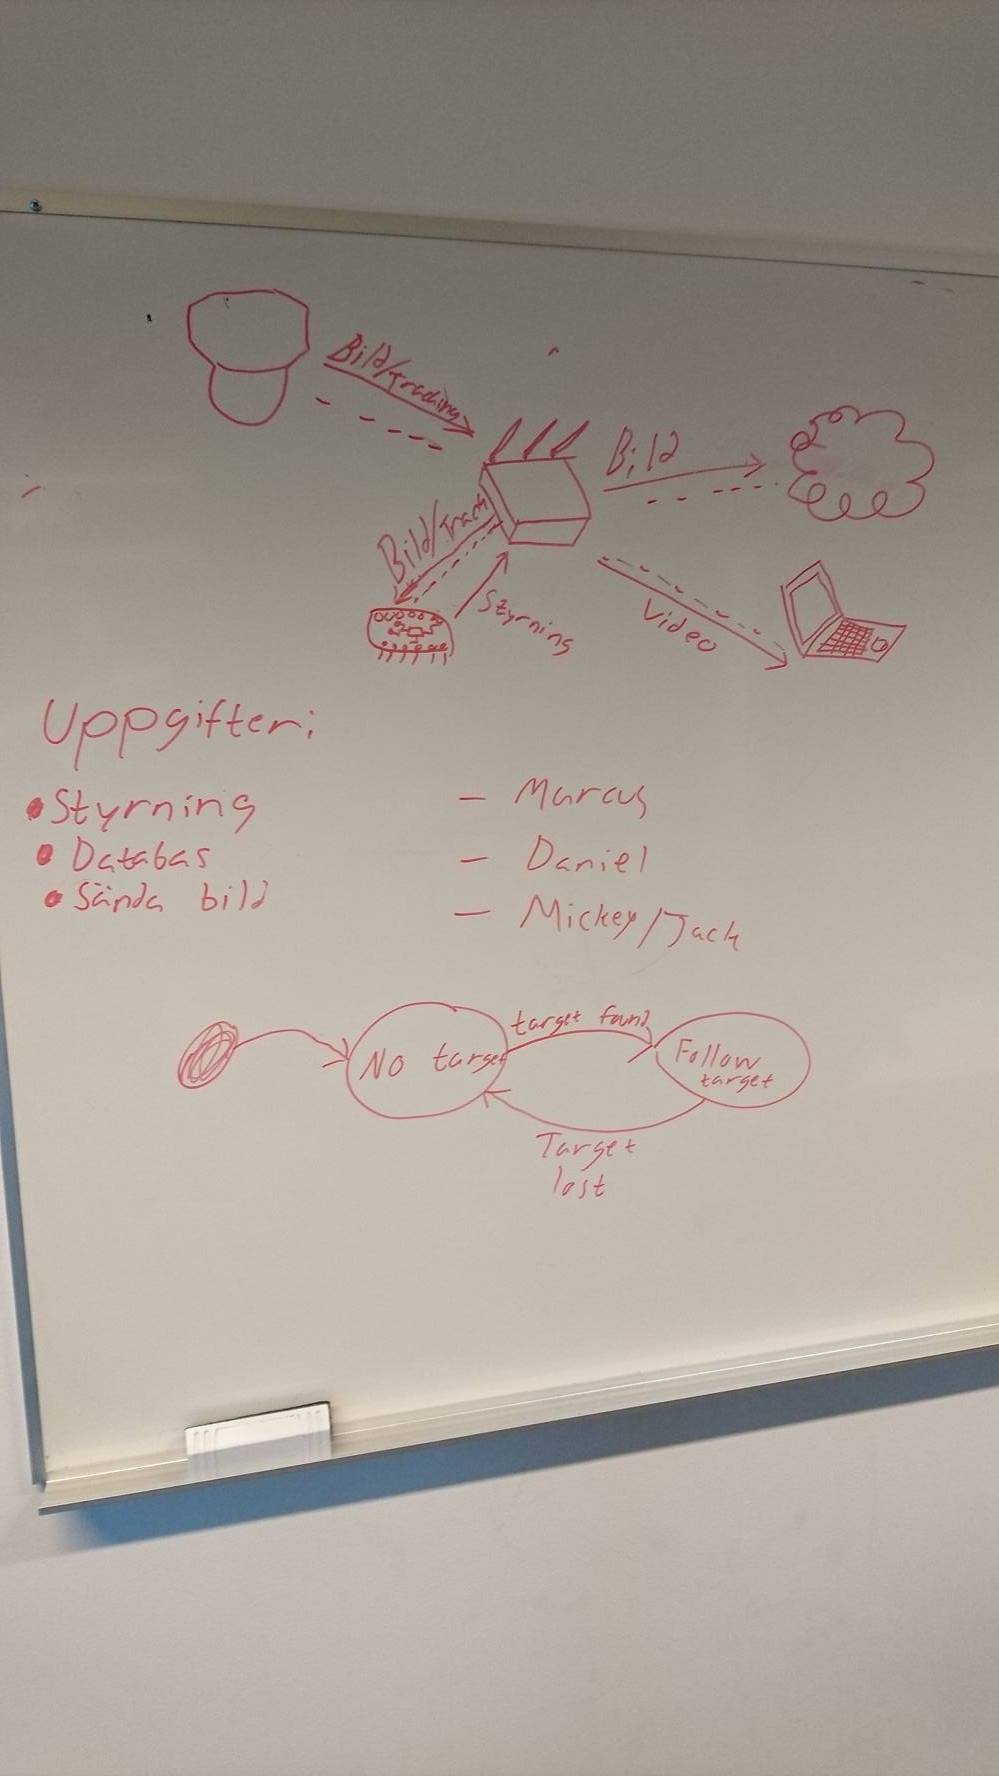 Bild/Tracking
Bild
Bild/Track
Styrning
Video
Uppgifter:
• Styrning — Marcus
• Databas — Daniel
• Sända bild — Mickey/Jack
No target
target found
Follow
target
Target
lost